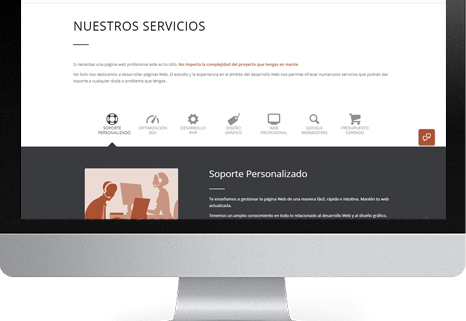 NUESTROS SERVICIOS
Si necesitas una página web profesional este es tu sitio. No importa la complejidad del proyecto que tengas en mente.
No Solo nos dedicamos a desarrollar páginas Web. El estudio y la experiencia en el ámbito del desarrollo Web nos permite ofrecer numerosos servicios que podrán dar
soporte a cualquier duda o problema que tengas.
SOPORTE
PERSONALIZADO
OPTIMIZACIÓN
SEO
DESARROLLO
PHP
DISEÑO
GRÁFICO
WEB
PROFESIONAL
GOOGLE
WEBMASTERS
PRESUPUESTO
CERRADO
Soporte Personalizado
Te enseñamos a gestionar la página Web de una manera fácil, rápida e intuitiva. Mantén tu web
actualizada.
Tenemos un amplio conocimiento en todo lo relacionado al desarrollo Web y al diseño gráfico.